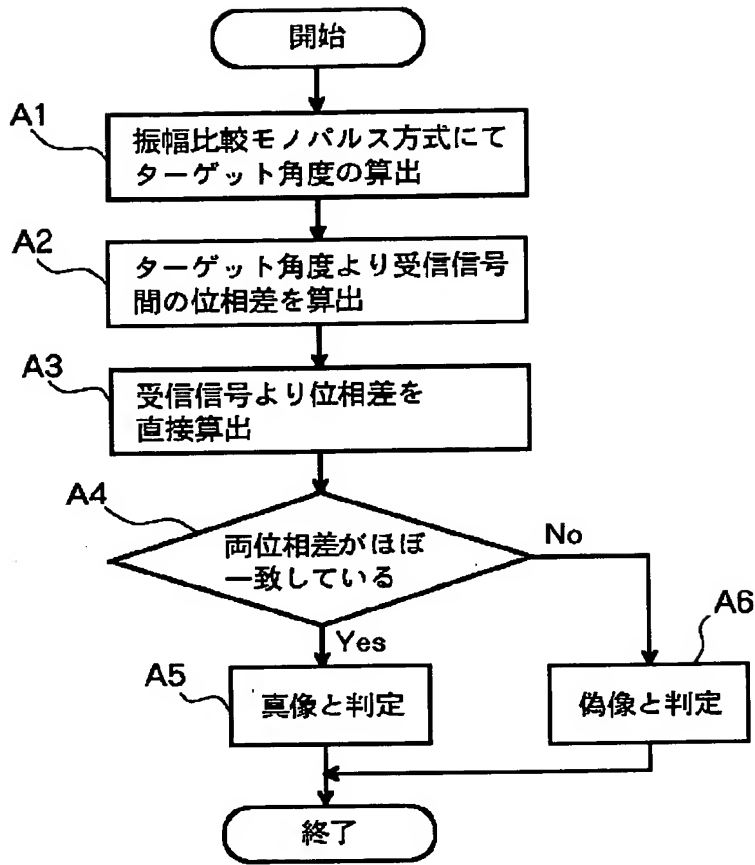 開始
A1
振幅比較モノパルス方式にて
ターゲット角度の算出
A2
ターゲット角度より受信信号
間の位相差を算出
A3
受信信号より位相差を
直接算出
A4
両位相差がほぼ
一致している
No
Yes
A5
真像と判定
A6
偽像と判定
終了